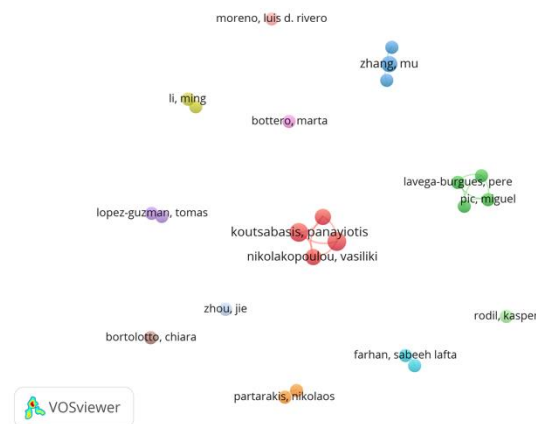 moreno, luis d. rivero
zhang, mu
li, ming
bottero, marta
lavega-burgues, pere
pic, miguel
lopez-guzman, tomas
koutsabasis, panayiotis
nikolakopoulou, vasiliki
zhou, jie
rodil, kasper
bortolotto, chiara
farhan, sabeeh lafta
partarakis, nikolaos
VOSviewer